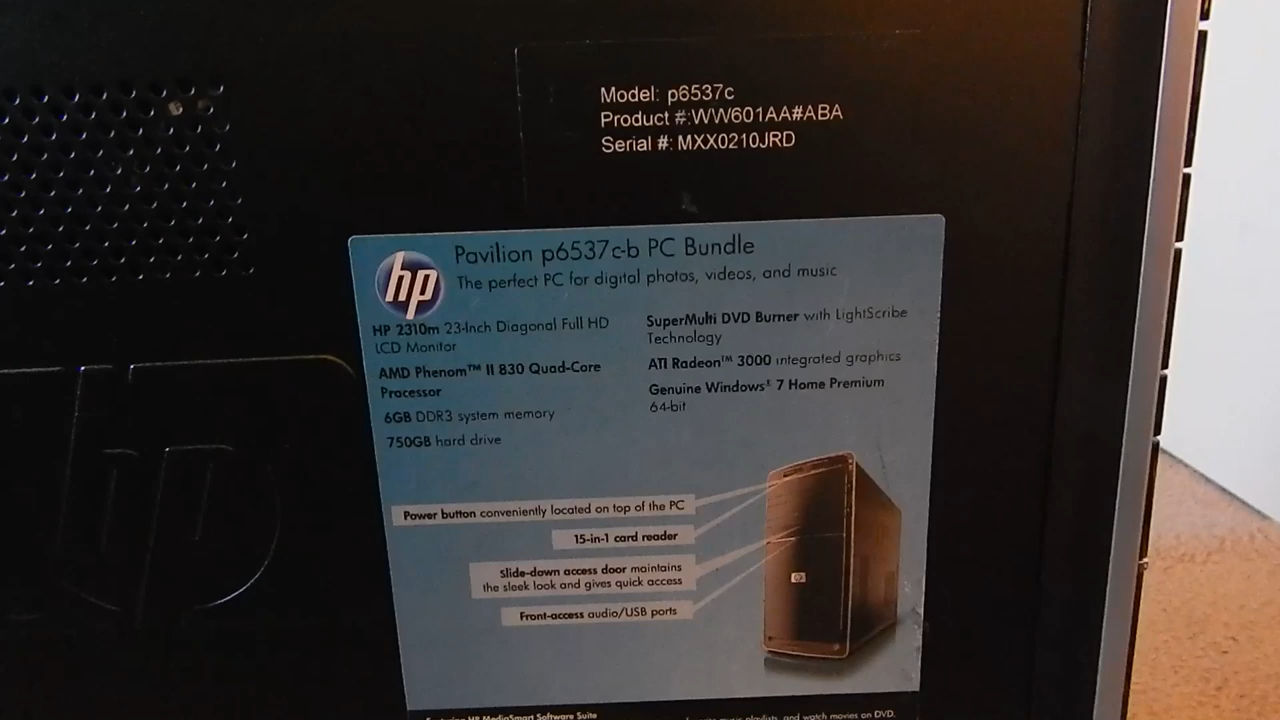 Model: p6537c
Product #:WW601AA#ABA
Serial #: MXX0210JRD
hp
Pavilion p6537c-b PC Bundle
The perfect PC for digital photos, videos, and music
HP 2310m 23-Inch Diagonal Full HD
LCD Monitor
AMD Phenom™ II 830 Quad-Core
Processor
6GB DDR3 system memory
750GB hard drive
SuperMulti DVD Burner with LightScribe
Technology
ATI Radeon™ 3000 integrated graphics
Genuine Windows® 7 Home Premium
64-bit
Power button conveniently located on top of the PC
15-in-1 card reader
Slide-down access door maintains
the sleek look and gives quick access
Front-access audio/USB ports
hp
hp
HP MediaSmart Software Suite
music playlists, and watch movies on DVD.